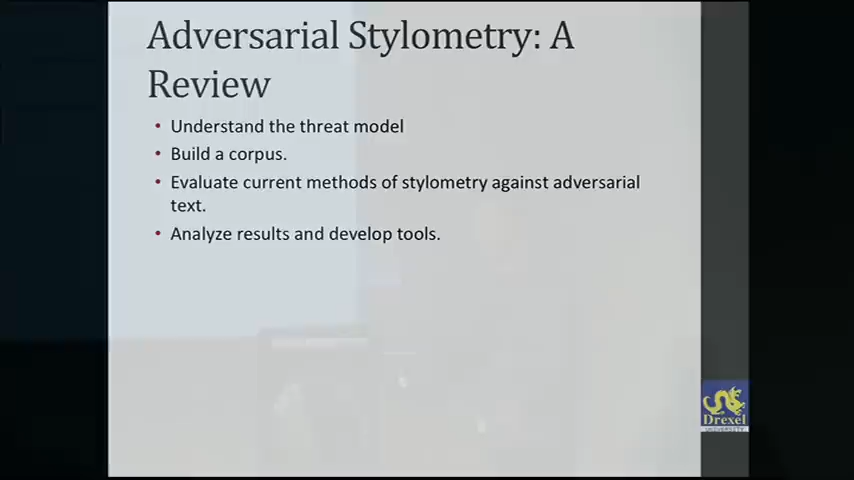 Adversarial Stylometry: A
Review
• Understand the threat model
• Build a corpus.
• Evaluate current methods of stylometry against adversarial
text.
• Analyze results and develop tools.
Drexel
UNIVERSITY